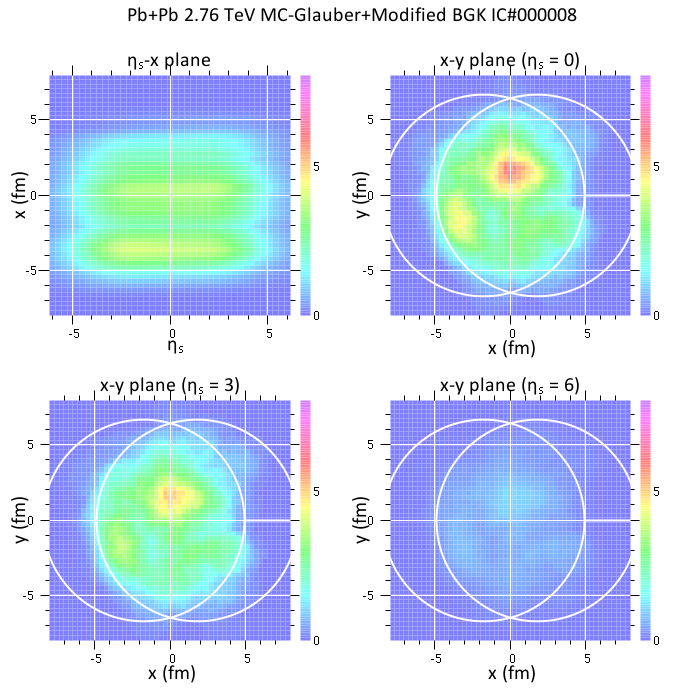 Pb+Pb 2.76 TeV MC-Glauber+Modified BGK IC#000008
ηs-x plane
x (fm)
5
0
-5
-5
0
5
ηs
5
0
x-y plane (ηs = 0)
y (fm)
5
0
-5
-5
0
5
x (fm)
5
0
x-y plane (ηs = 3)
y (fm)
5
0
-5
-5
0
5
x (fm)
5
0
x-y plane (ηs = 6)
y (fm)
5
0
-5
-5
0
5
x (fm)
5
0